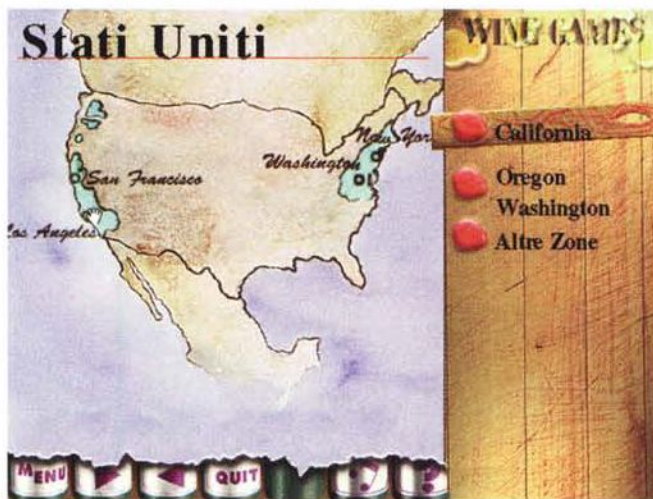 Stati Uniti
WINE GAMES
New York
Washington
San Francisco
Los Angeles
California
Oregon
Washington
Altre Zone
MENU
QUIT